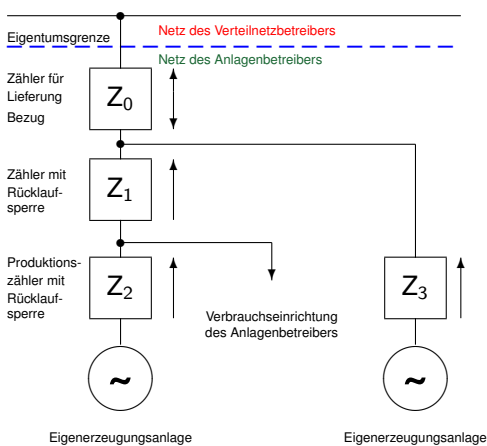 Netz des Verteilnetzbetreibers
Eigentumsgrenze
Netz des Anlagenbetreibers
Zähler für
Lieferung
Bezug
Z0
Zähler mit
Rücklauf-
sperre
Z1
Produktions-
zähler mit
Rücklauf-
sperre
Z2
Z3
Verbrauchseinrichtung
des Anlagenbetreibers
~
~
Eigenerzeugungsanlage
Eigenerzeugungsanlage